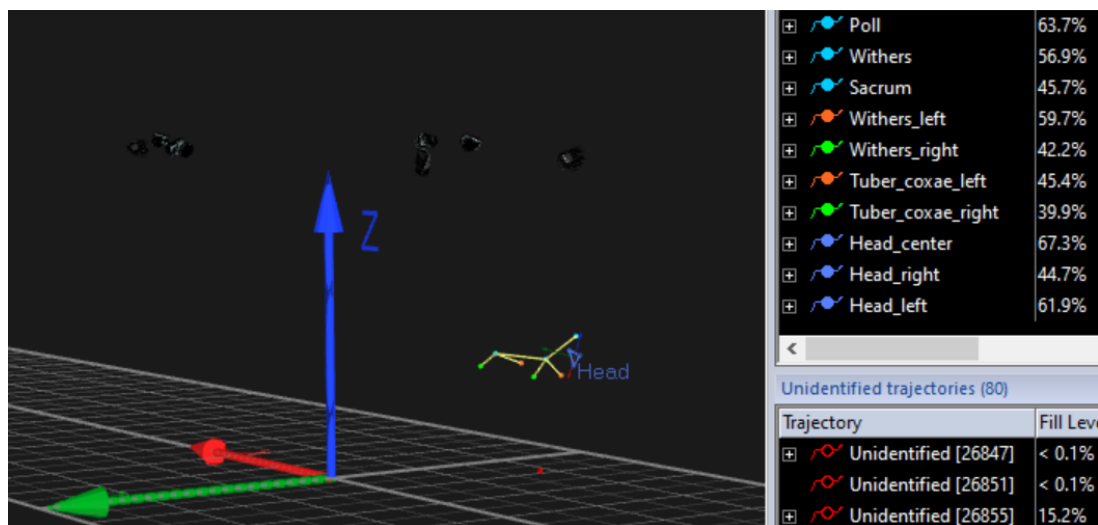 Z
Head
Poll 63.7%
Withers 56.9%
Sacrum 45.7%
Withers_left 59.7%
Withers_right 42.2%
Tuber_coxae_left 45.4%
Tuber_coxae_right 39.9%
Head_center 67.3%
Head_right 44.7%
Head_left 61.9%
Unidentified trajectories (80)
Trajectory Fill Leve
Unidentified [26847] < 0.1%
Unidentified [26851] < 0.1%
Unidentified [26855] 15.2%